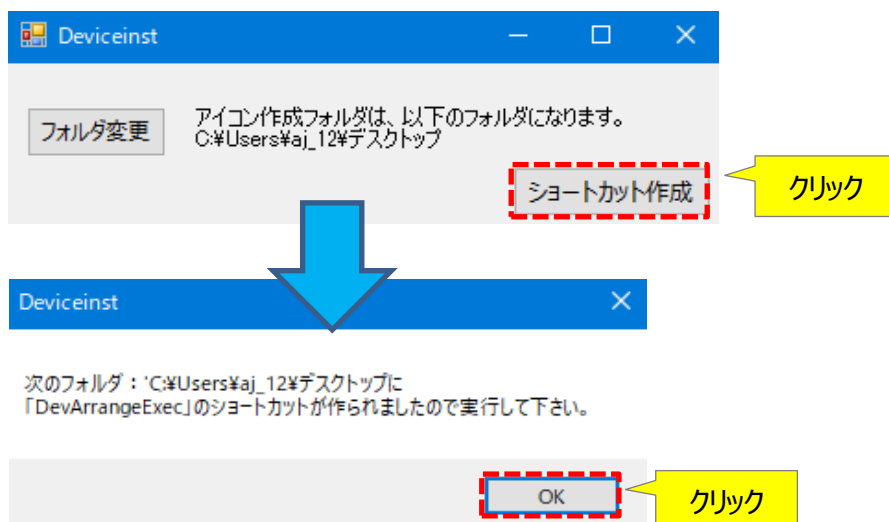 Deviceinst
フォルダ変更
アイコン作成フォルダは、以下のフォルダになります。
C:¥Users¥aj_12¥デスクトップ
ショートカット作成
クリック
Deviceinst
次のフォルダ：'C:¥Users¥aj_12¥デスクトップに
「DevArrangeExec」のショートカットが作られましたので実行して下さい。
OK
クリック